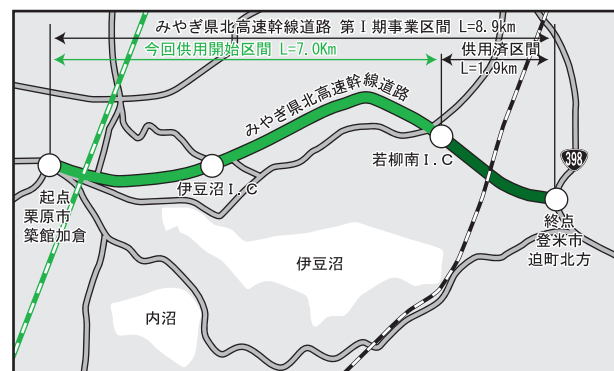 みやぎ県北高速幹線道路 第Ⅰ期事業区間 L=8.9Km
今回供用開始区間 L=7.0Km
供用済区間
L=1.9Km
みやぎ県北高速幹線道路
398
若柳南Ⅰ.C
伊豆沼Ⅰ.C
起点
栗原市
築館加倉
終点
登米市
迫町北方
伊豆沼
内沼